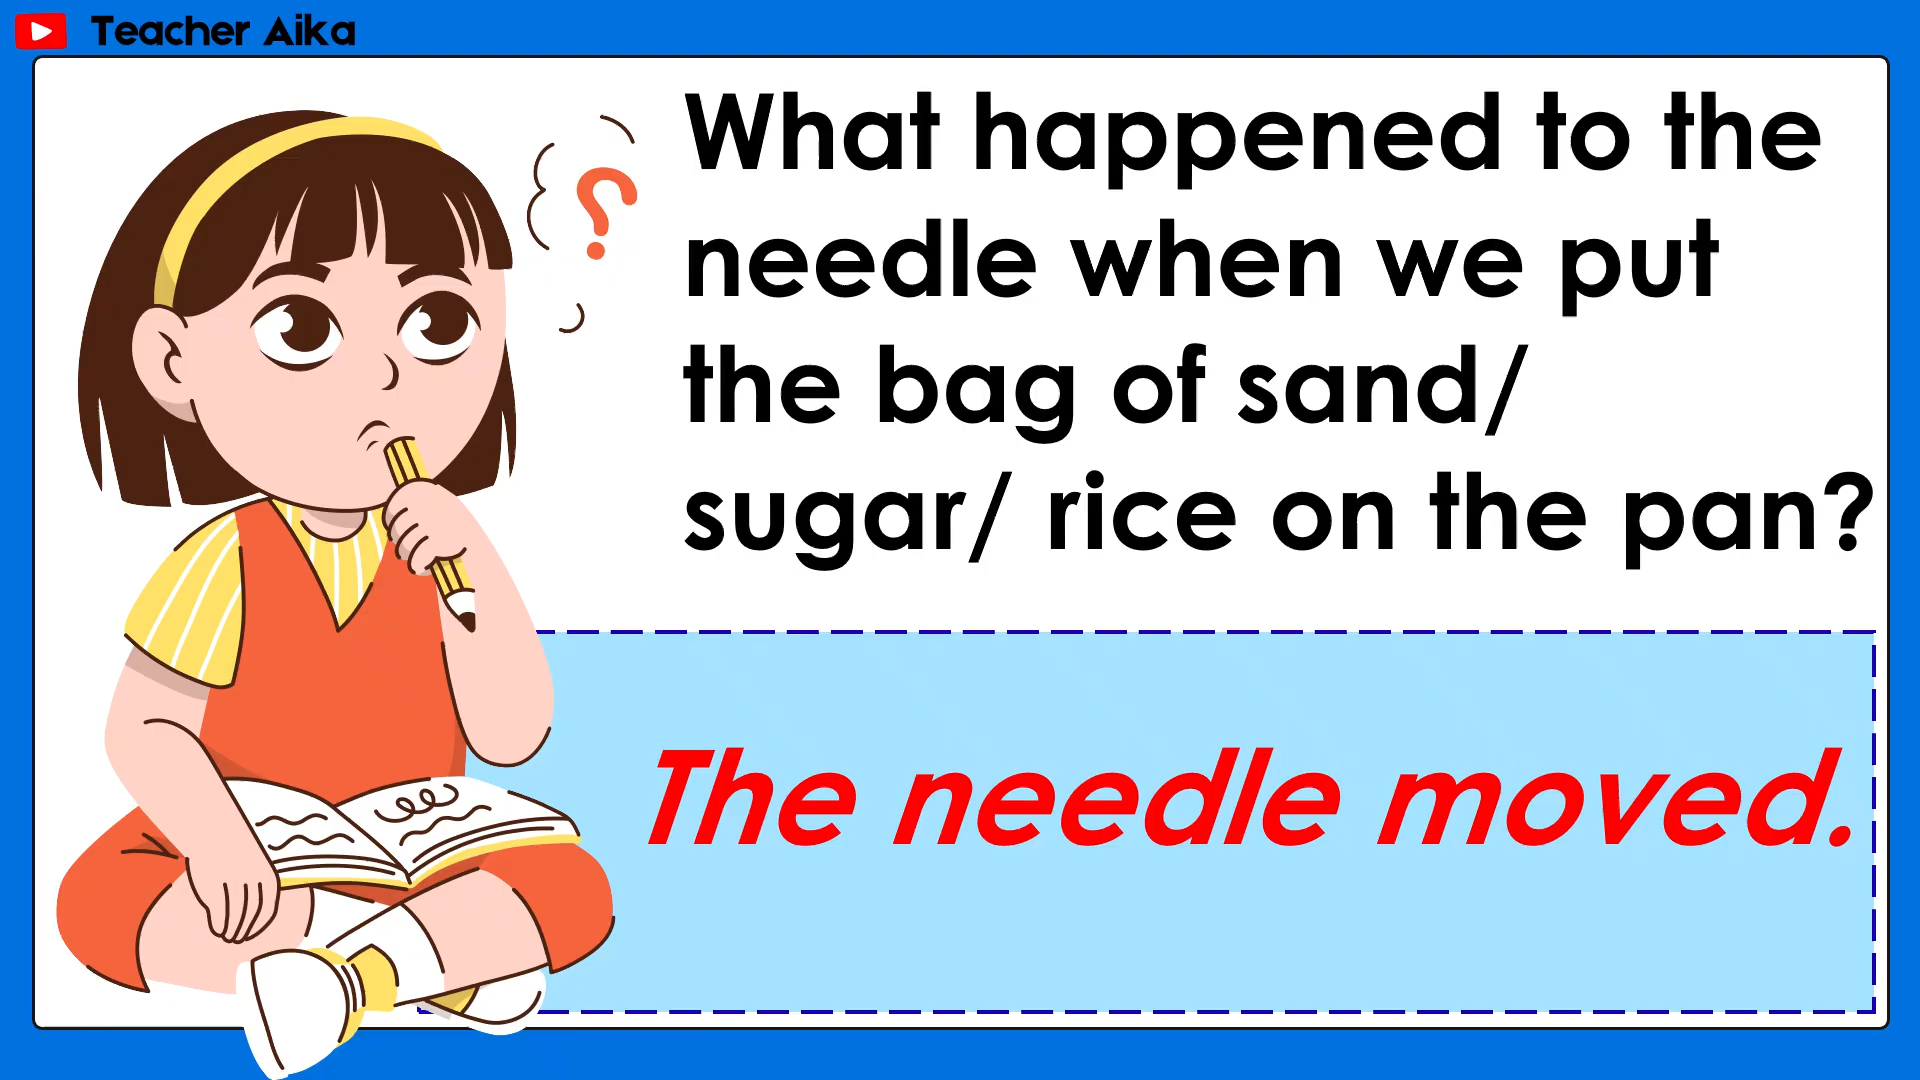 Teacher Aika
What happened to the
needle when we put
the bag of sand/
sugar/ rice on the pan?
The needle moved.